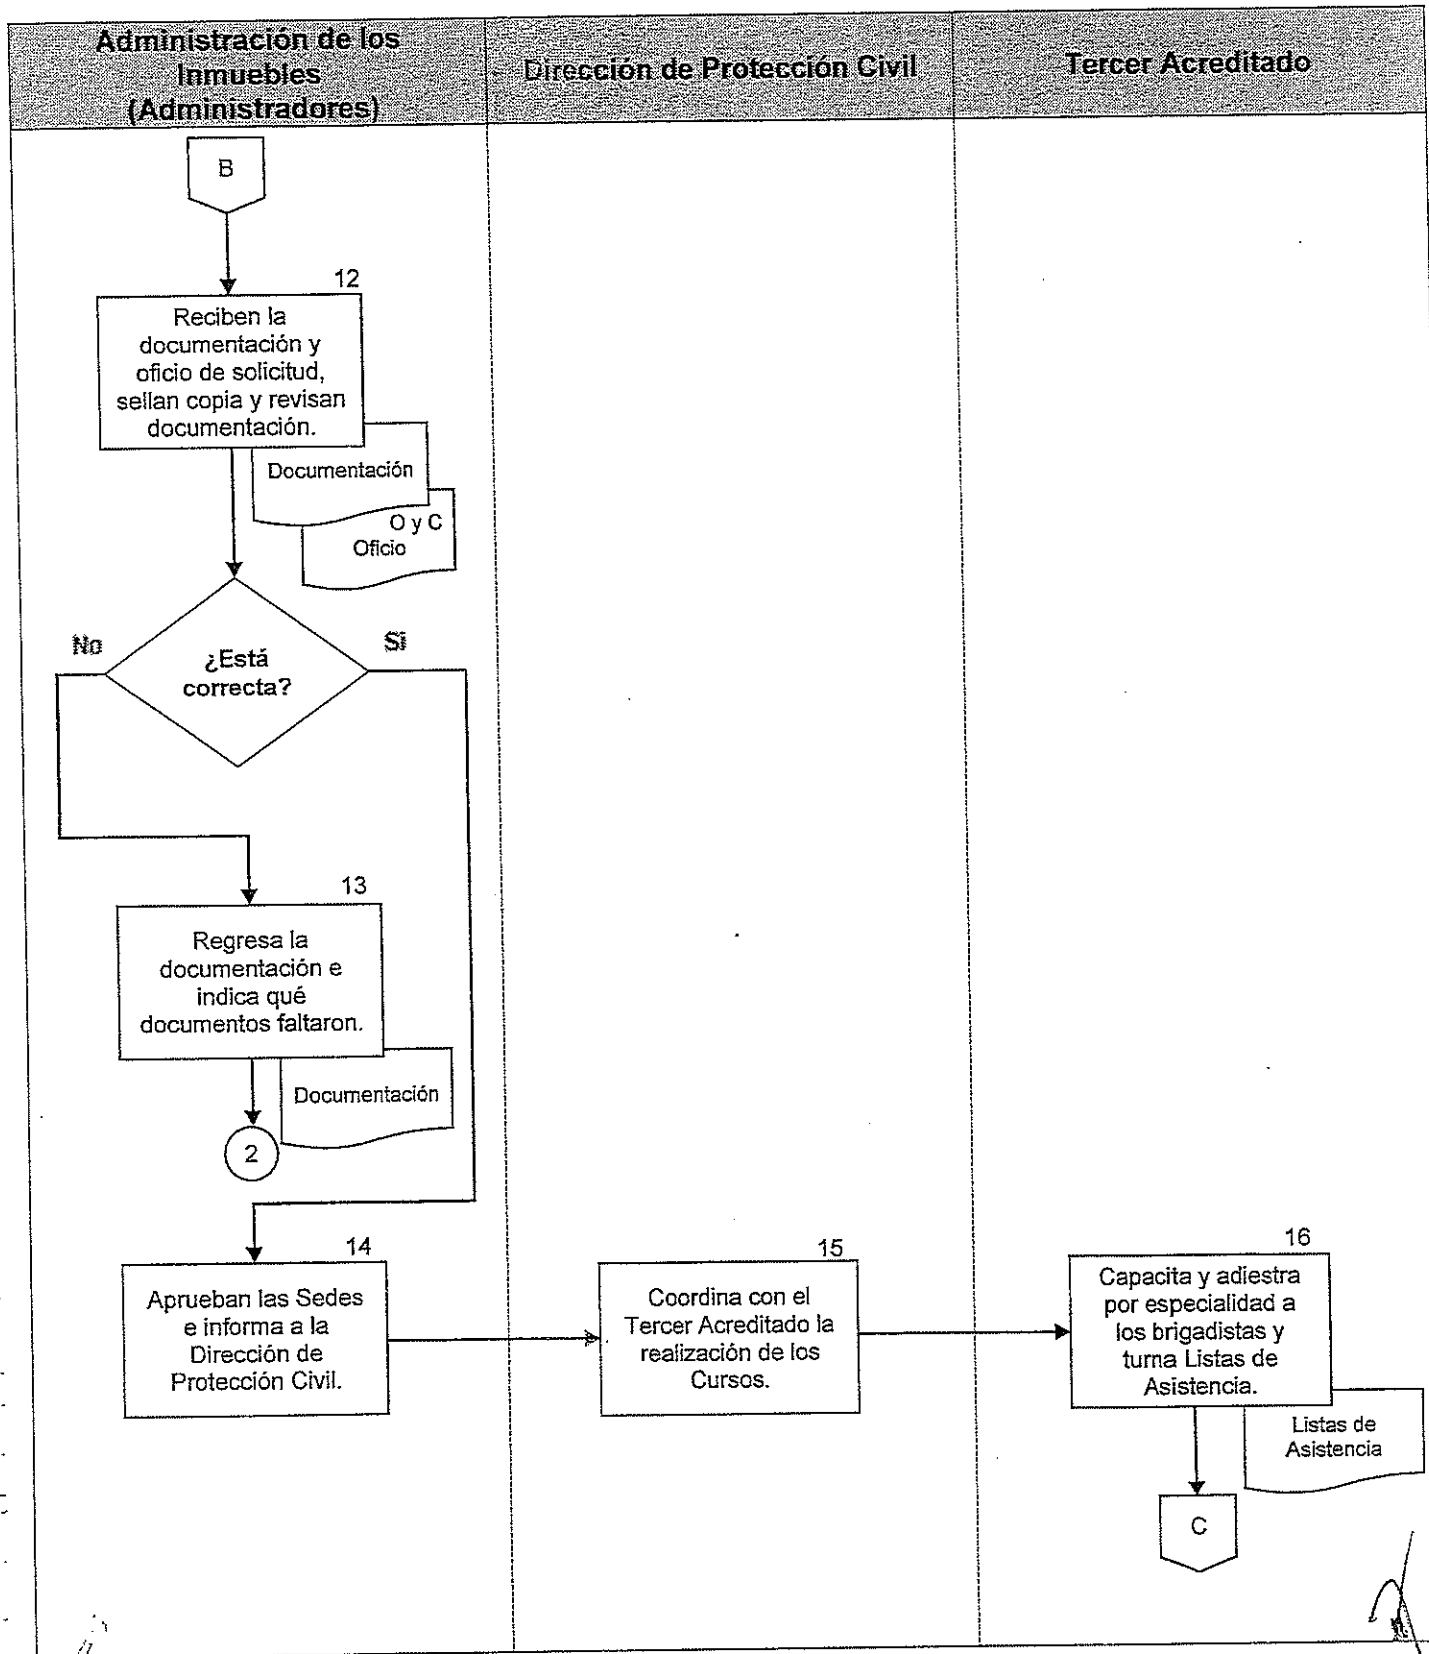 Administración de los
Inmuebles
(Administradores)
Dirección de Protección Civil
Tercer Acreditado
B
12
Reciben la
documentación y
oficio de solicitud,
sellan copia y revisan
documentación.
Documentación
O y C
Oficio
No
¿Está
correcta?
Si
13
Regresa la
documentación e
indica qué
documentos faltaron.
Documentación
2
14
Aprueban las Sedes
e informa a la
Dirección de
Protección Civil.
15
Coordina con el
Tercer Acreditado la
realización de los
Cursos.
16
Capacita y adiestra
por especialidad a
los brigadistas y
turna Listas de
Asistencia.
Listas de
Asistencia
C